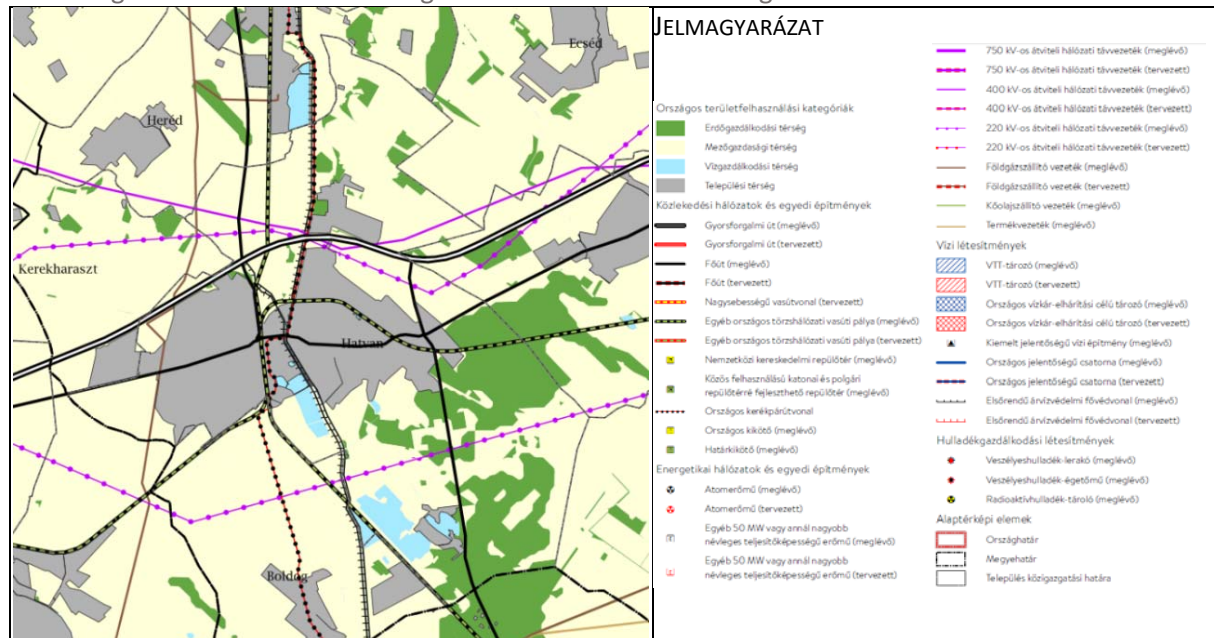 Ecséd
Heréd
Kerekharaszt
Hatvan
Boldog
JELMAGYARÁZAT
Országos területfelhasználási kategóriák
Erdőgazdálkodási térség
Mezőgazdasági térség
Vízgazdálkodási térség
Települési térség
Közlekedési hálózatok és egyedi építmények
Gyorsforgalmi út (meglévő)
Gyorsforgalmi út (tervezett)
Főút (meglévő)
Főút (tervezett)
Nagysebességű vasútvonal (tervezett)
Egyéb országos törzshálózati vasúti pálya (meglévő)
Egyéb országos törzshálózati vasúti pálya (tervezett)
Nemzetközi kereskedelmi repülőtér (meglévő)
Közös felhasználású katonai és polgári
repülőtérré fejleszthető repülőtér (meglévő)
Országos kerékpárútvonal
Országos kikötő (meglévő)
Határkikötő (meglévő)
Energetikai hálózatok és egyedi építmények
Atomerőmű (meglévő)
Atomerőmű (tervezett)
Egyéb 50 MW vagy annál nagyobb
névleges teljesítőképességű erőmű (meglévő)
Egyéb 50 MW vagy annál nagyobb
névleges teljesítőképességű erőmű (tervezett)
750 kV-os átviteli hálózati távvezeték (meglévő)
750 kV-os átviteli hálózati távvezeték (tervezett)
400 kV-os átviteli hálózati távvezeték (meglévő)
400 kV-os átviteli hálózati távvezeték (tervezett)
220 kV-os átviteli hálózati távvezeték (meglévő)
220 kV-os átviteli hálózati távvezeték (tervezett)
Földgázszállító vezeték (meglévő)
Földgázszállító vezeték (tervezett)
Kőolajszállító vezeték (meglévő)
Termékvezeték (meglévő)
Vízi létesítmények
VTT-tározó (meglévő)
VTT-tározó (tervezett)
Országos vízkár-elhárítási célú tározó (meglévő)
Országos vízkár-elhárítási célú tározó (tervezett)
Kiemelt jelentőségű vízi építmény (meglévő)
Országos jelentőségű csatorna (meglévő)
Országos jelentőségű csatorna (tervezett)
Elsőrendű árvízvédelmi fővédvonal (meglévő)
Elsőrendű árvízvédelmi fővédvonal (tervezett)
Hulladékgazdálkodási létesítmények
Veszélyeshulladék-lerakó (meglévő)
Veszélyeshulladék-égetőmű (meglévő)
Radioaktívhulladék-tároló (meglévő)
Alaptérképi elemek
Országhatár
Megyehatár
Település közigazgatási határa